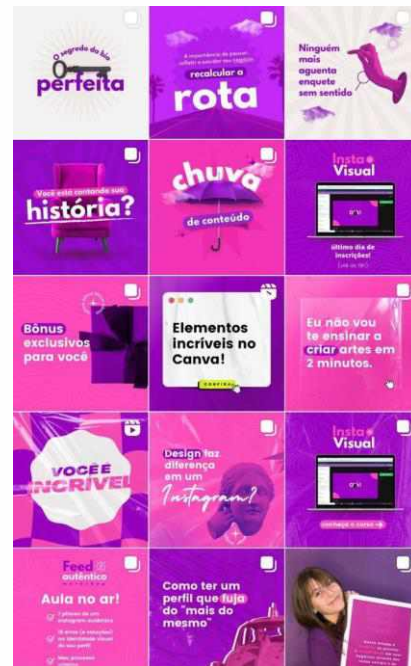 O segredo da bio
perfeita
recalcular a
rota
Ninguém
mais
aguenta
enquete
sem sentido
Você está contando sua
história?
chuva
de conteúdo
Insta
Visual
último dia de
inscrições!
Bônus
exclusivos
para você
Elementos
incríveis no
Canva!
Eu não vou
te ensinar a
criar artes em
2 minutos.
VOCÊ É
INCRÍVEL
Design faz
diferença
em um
Instagram?
Insta
Visual
conheça o curso
Feed
autêntico
Aula no ar!
Como ter um
perfil que fuja
do "mais do
mesmo"